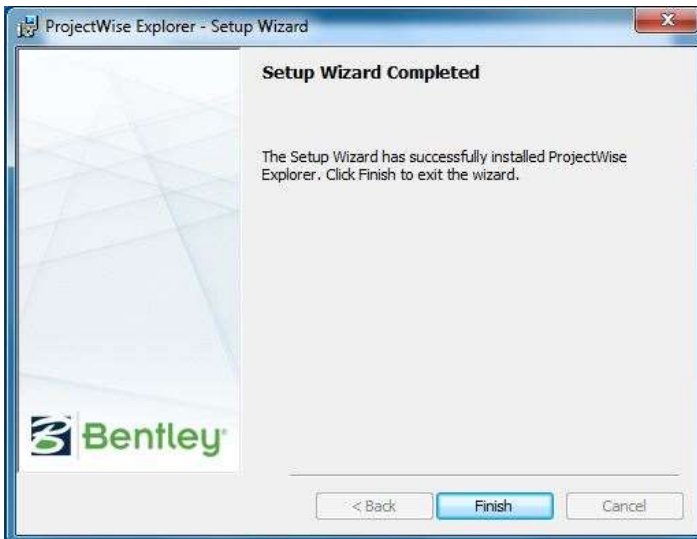 ProjectWise Explorer - Setup Wizard
Setup Wizard Completed
The Setup Wizard has successfully installed ProjectWise
Explorer. Click Finish to exit the wizard.
Bentley
< Back
Finish
Cancel